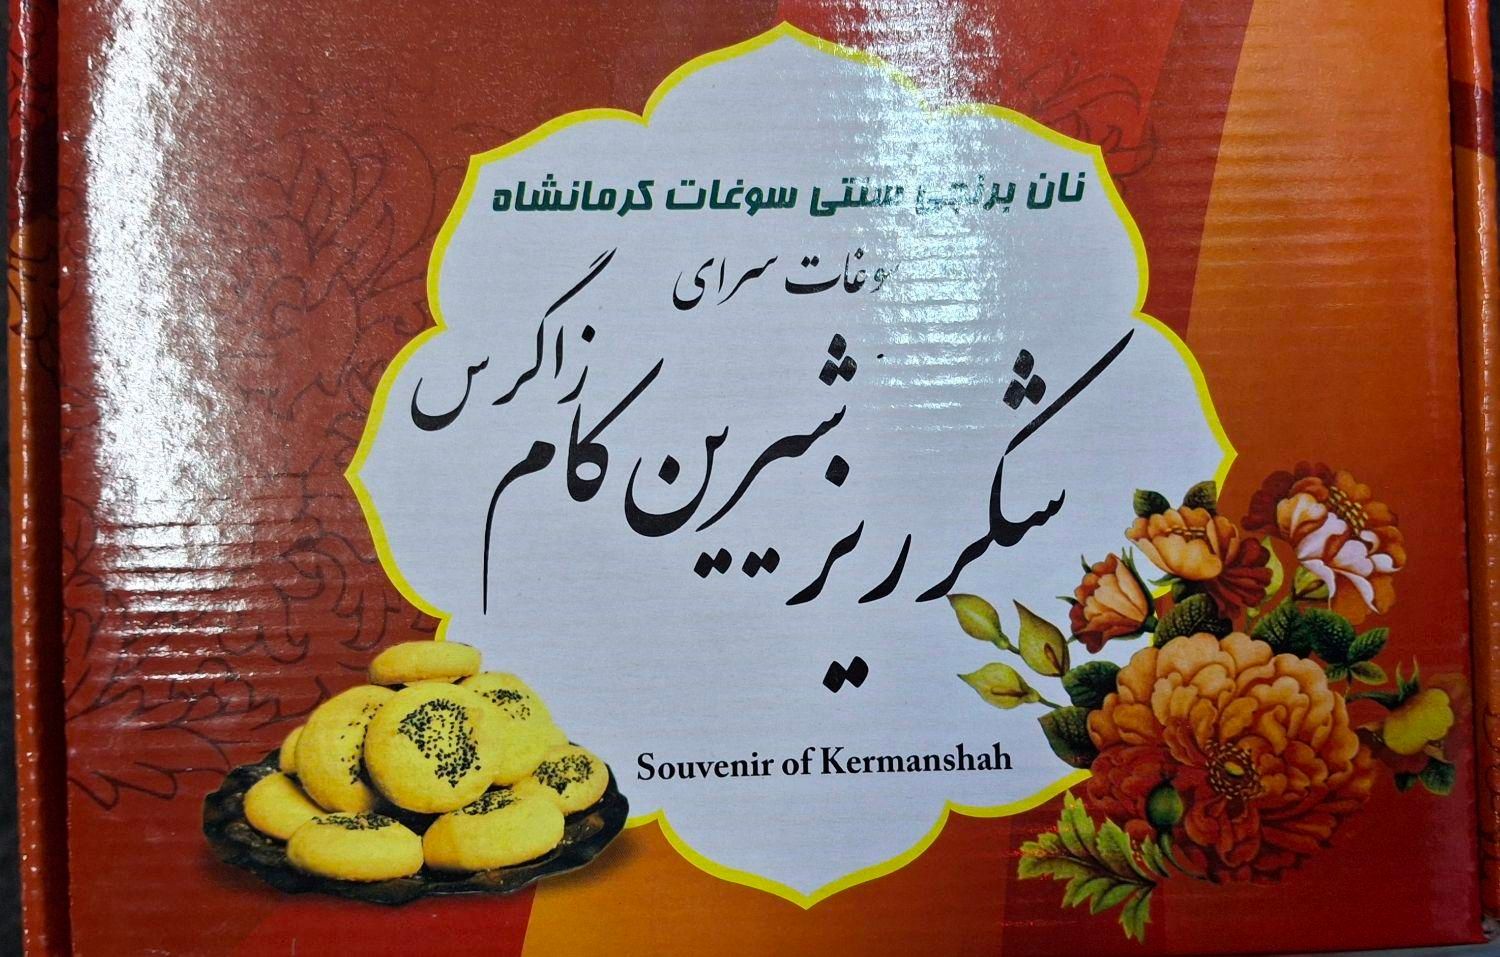 نان برنجی سنتی سوغات کرمانشاه
سوغات سرای
شکرریز شیرین کام زاگرس
Souvenir of Kermanshah